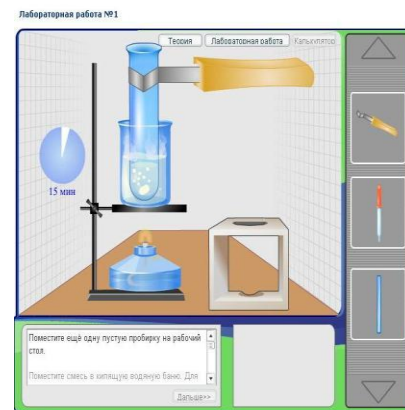 Лабораторная работа №1
Теория Лабораторная работа Калькулятор
15 мин
Поместите ещё одну пустую пробирку на рабочий
стол.
Поместите смесь в кипящую водяную баню. Для
Дальше>>